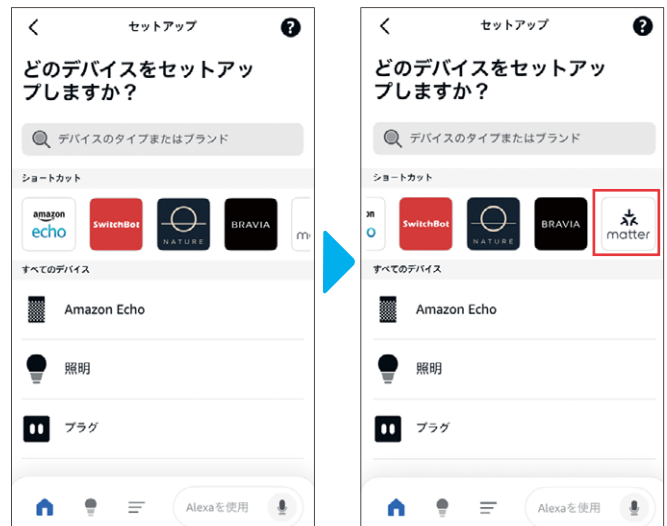 セットアップ
どのデバイスをセットアッ
プしますか？
デバイスのタイプまたはブランド
ショートカット
amazon
echo
SwitchBot
NATURE
BRAVIA
m
すべてのデバイス
Amazon Echo
照明
プラグ
Alexaを使用
セットアップ
どのデバイスをセットアッ
プしますか？
デバイスのタイプまたはブランド
ショートカット
on
o
SwitchBot
NATURE
BRAVIA
matter
すべてのデバイス
Amazon Echo
照明
プラグ
Alexaを使用